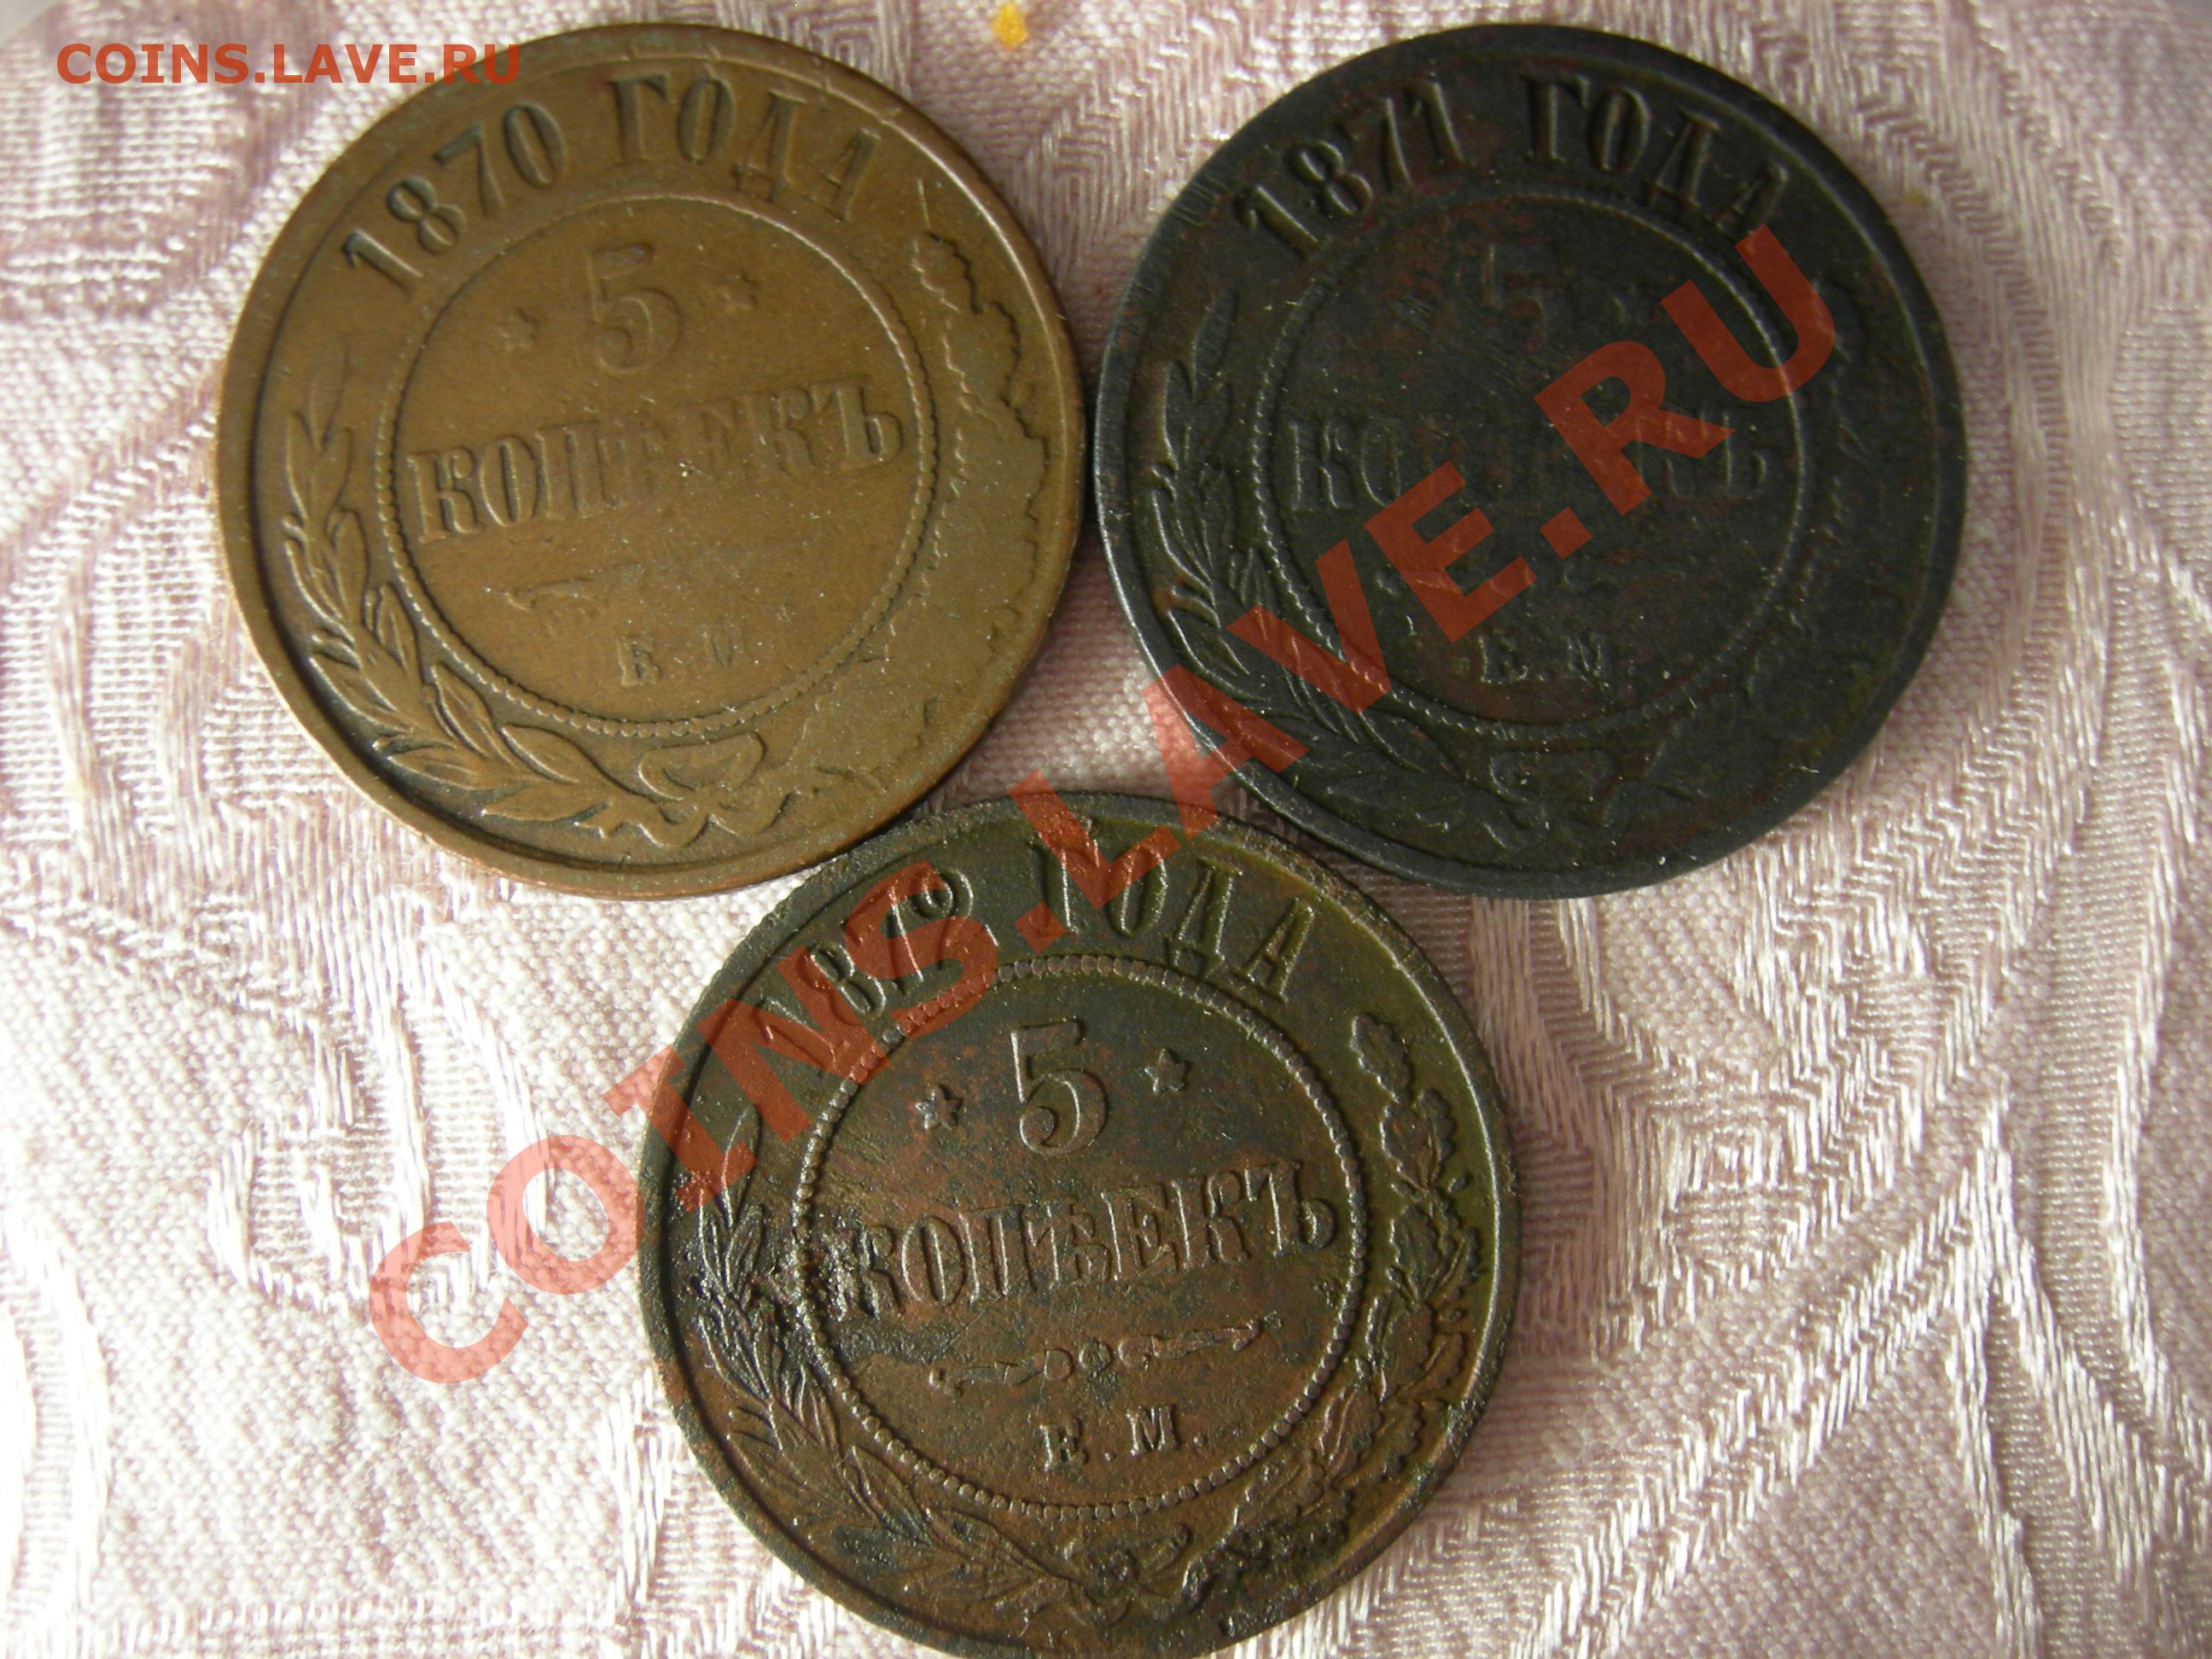 COINS.LAVE.RU
1870 ГОДА
5
КОПѢЕКЪ
Е.
1871 ГОДА
5
КОПѢЕКЪ
Е.М.
ГОДА
5
КОПѢЕКЪ
Е.М.
COINS.LAVE.RU